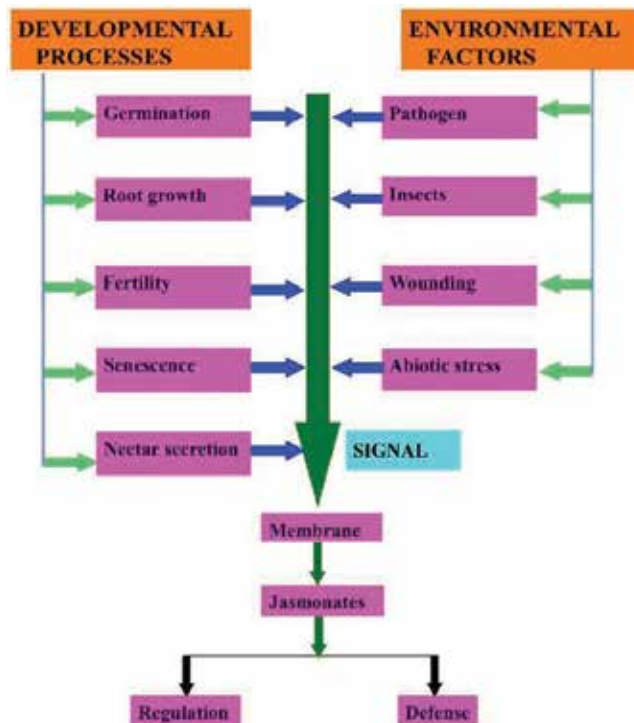 DEVELOPMENTAL
PROCESSES
ENVIRONMENTAL
FACTORS
Germination
Pathogen
Root growth
Insects
Fertility
Wounding
Senescence
Abiotic stress
Nectar secretion
SIGNAL
Membrane
Jasmonates
Regulation
Defense